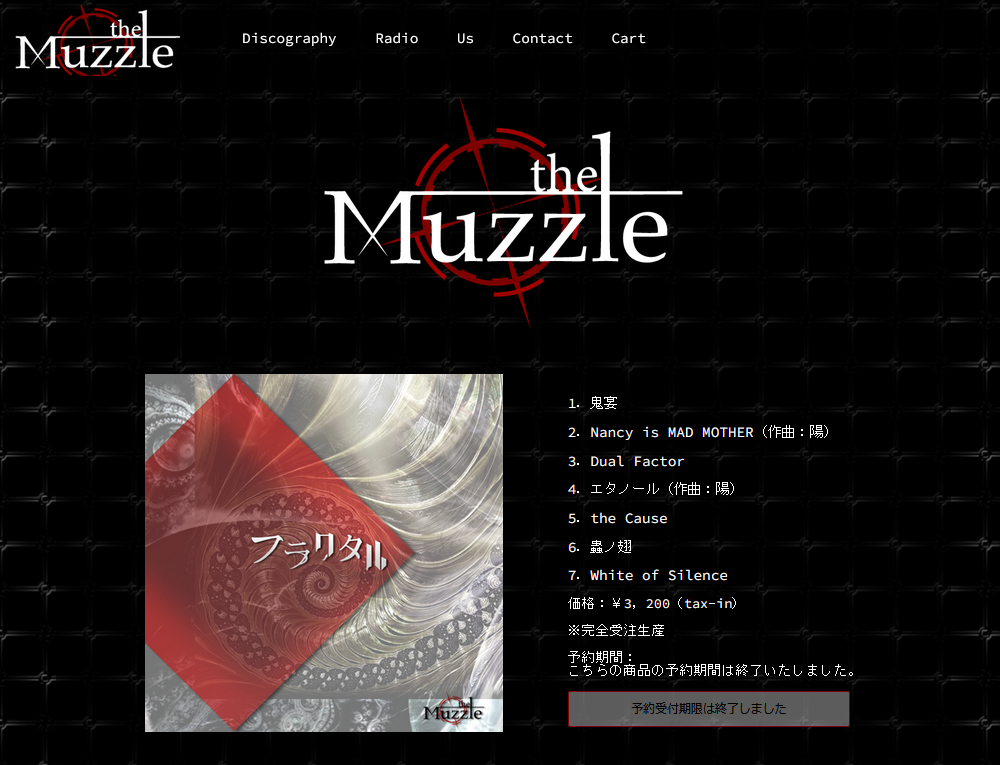 the
Muzzle
Discography
Radio
Us
Contact
Cart
the
Muzzle
フラクタル
the
Muzzle
1. 鬼宴
2. Nancy is MAD MOTHER（作曲：陽）
3. Dual Factor
4. エタノール（作曲：陽）
5. the Cause
6. 蟲ノ翅
7. White of Silence
価格：￥3, 200（tax-in）
※完全受注生産
予約期間：
こちらの商品の予約期間は終了いたしました。
予約受付期限は終了しました